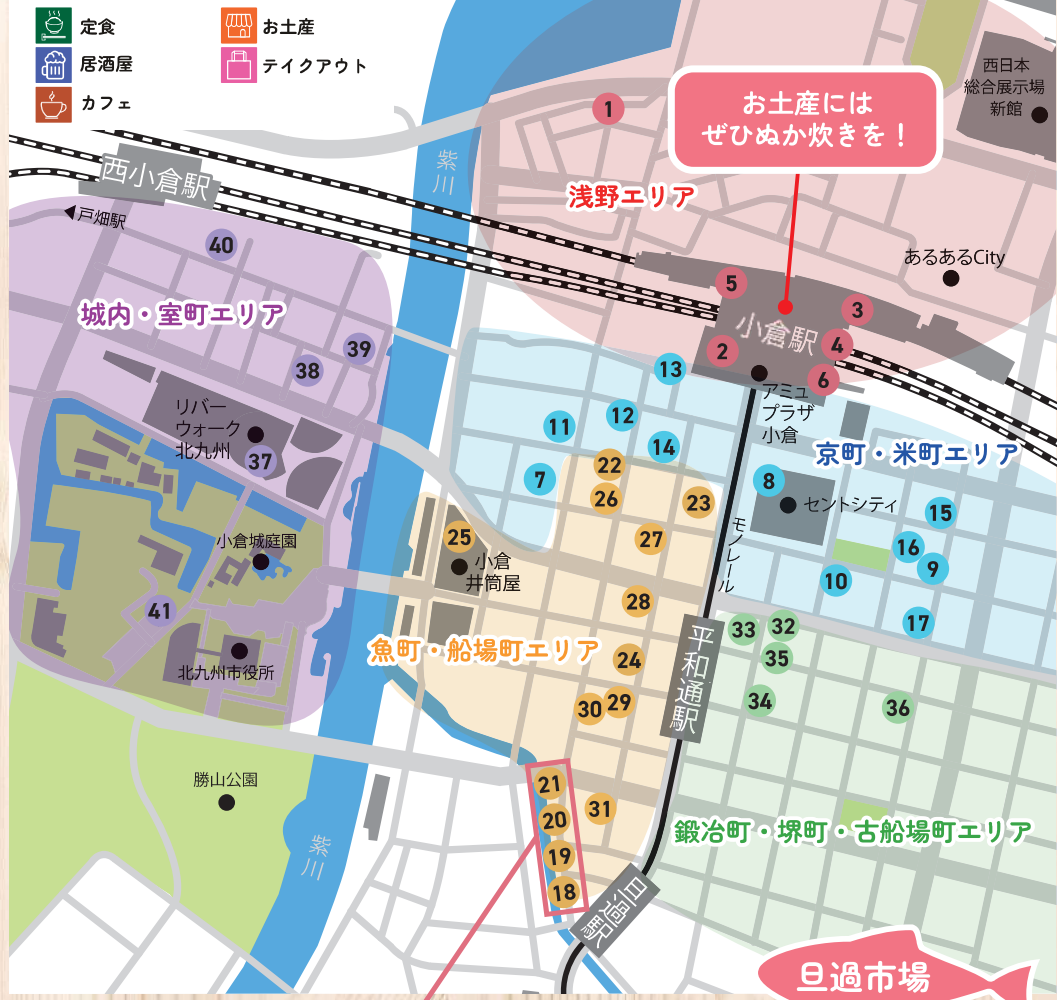 定食
お土産
居酒屋
テイクアウト
カフェ
西日本
総合展示場
新館
お土産には
ぜひぬか炊きを！
1
紫川
西小倉駅
浅野エリア
戸畑駅
40
あるあるCity
5
3
城内・室町エリア
小倉駅
4
2
39
38
13
6
アミュ
プラザ
小倉
リバー
ウォーク
北九州
37
12
11
14
京町・米町エリア
22
7
8
26
23
セントシティ
15
25
27
モノレール
16
小倉城庭園
小倉
井筒屋
9
10
41
28
17
33
32
魚町・船場町エリア
24
35
平和通駅
北九州市役所
30
29
34
36
勝山公園
21
20
31
鍛冶町・堺町・古船場町エリア
紫川
19
18
旦過駅
旦過市場